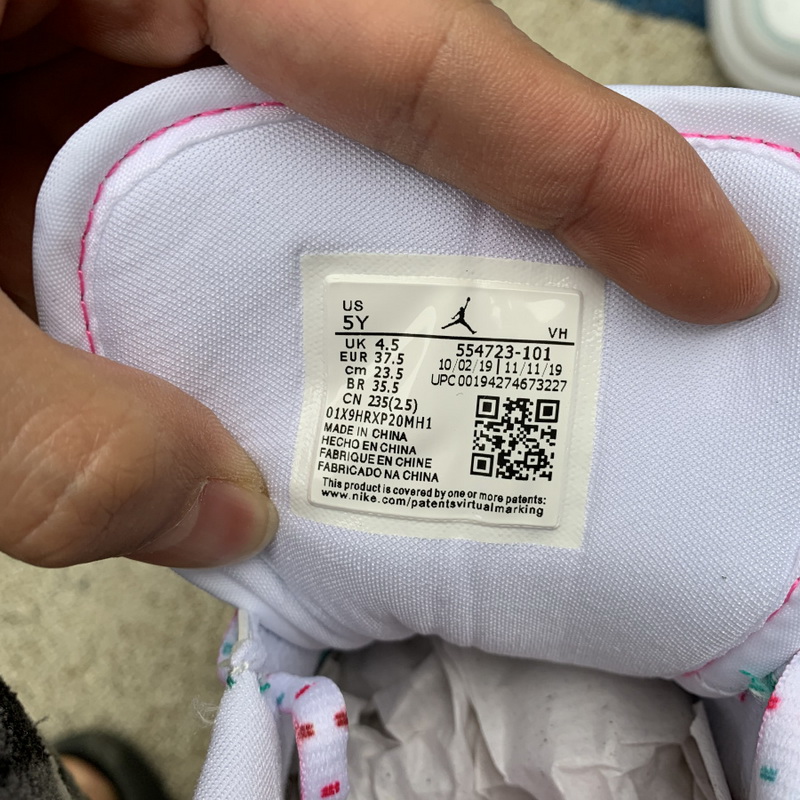 US
5Y
VH
UK 4.5
EUR 37.5
cm 23.5
BR 35.5
CN 235(2.5)
554723-101
10/02/19 | 11/11/19
UPC 00194274673227
01X9HRXP20MH1
MADE IN CHINA
HECHO EN CHINA
FABRIQUE EN CHINE
FABRICADO NA CHINA
This product is covered by one or more patents:
www.nike.com/patentsvirtualmarking